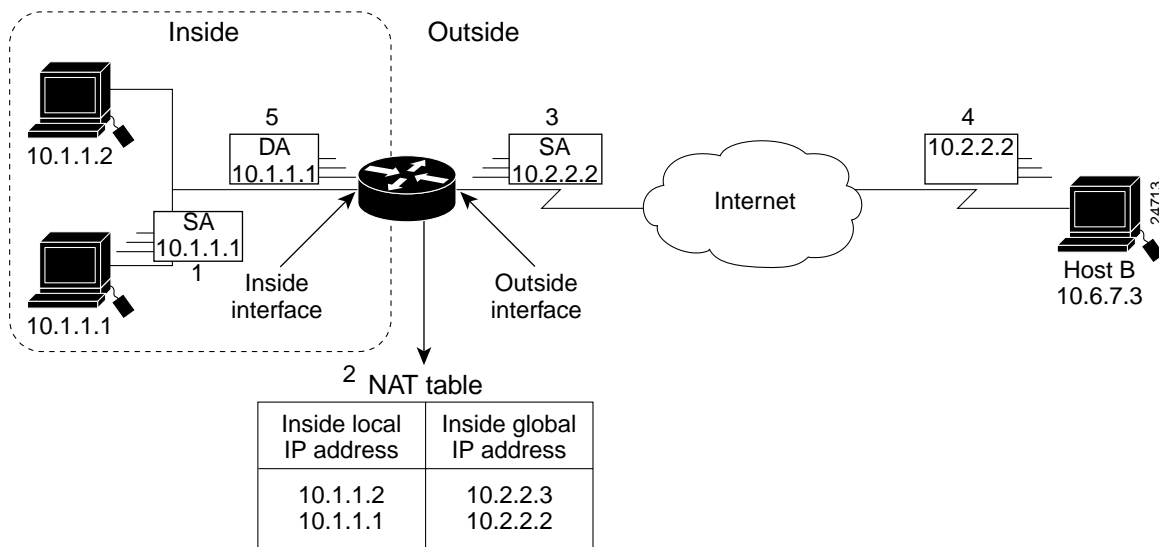 Inside
Outside
5
DA
10.1.1.1
3
SA
10.2.2.2
4
10.2.2.2
10.1.1.2
SA
10.1.1.1
1
10.1.1.1
Inside
interface
Outside
interface
Internet
Host B
10.6.7.3
24713
2
NAT table
Inside local
IP address
Inside global
IP address
10.1.1.2 10.2.2.3
10.1.1.1 10.2.2.2